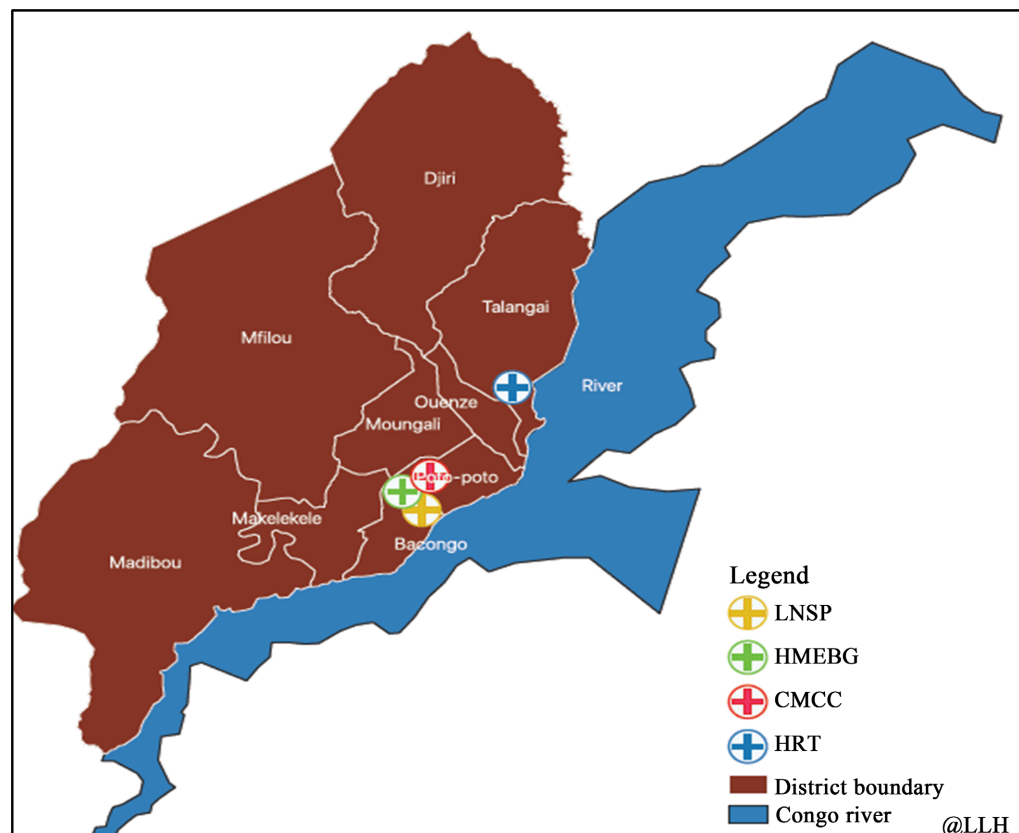 Djiri
Talangai
Mfilou
River
Ouenze
Moungali
Poto-poto
Makelekele
Bacongo
Madibou
Legend
LNSP
HMEBG
CMCC
HRT
District boundary
Congo river
@LLH